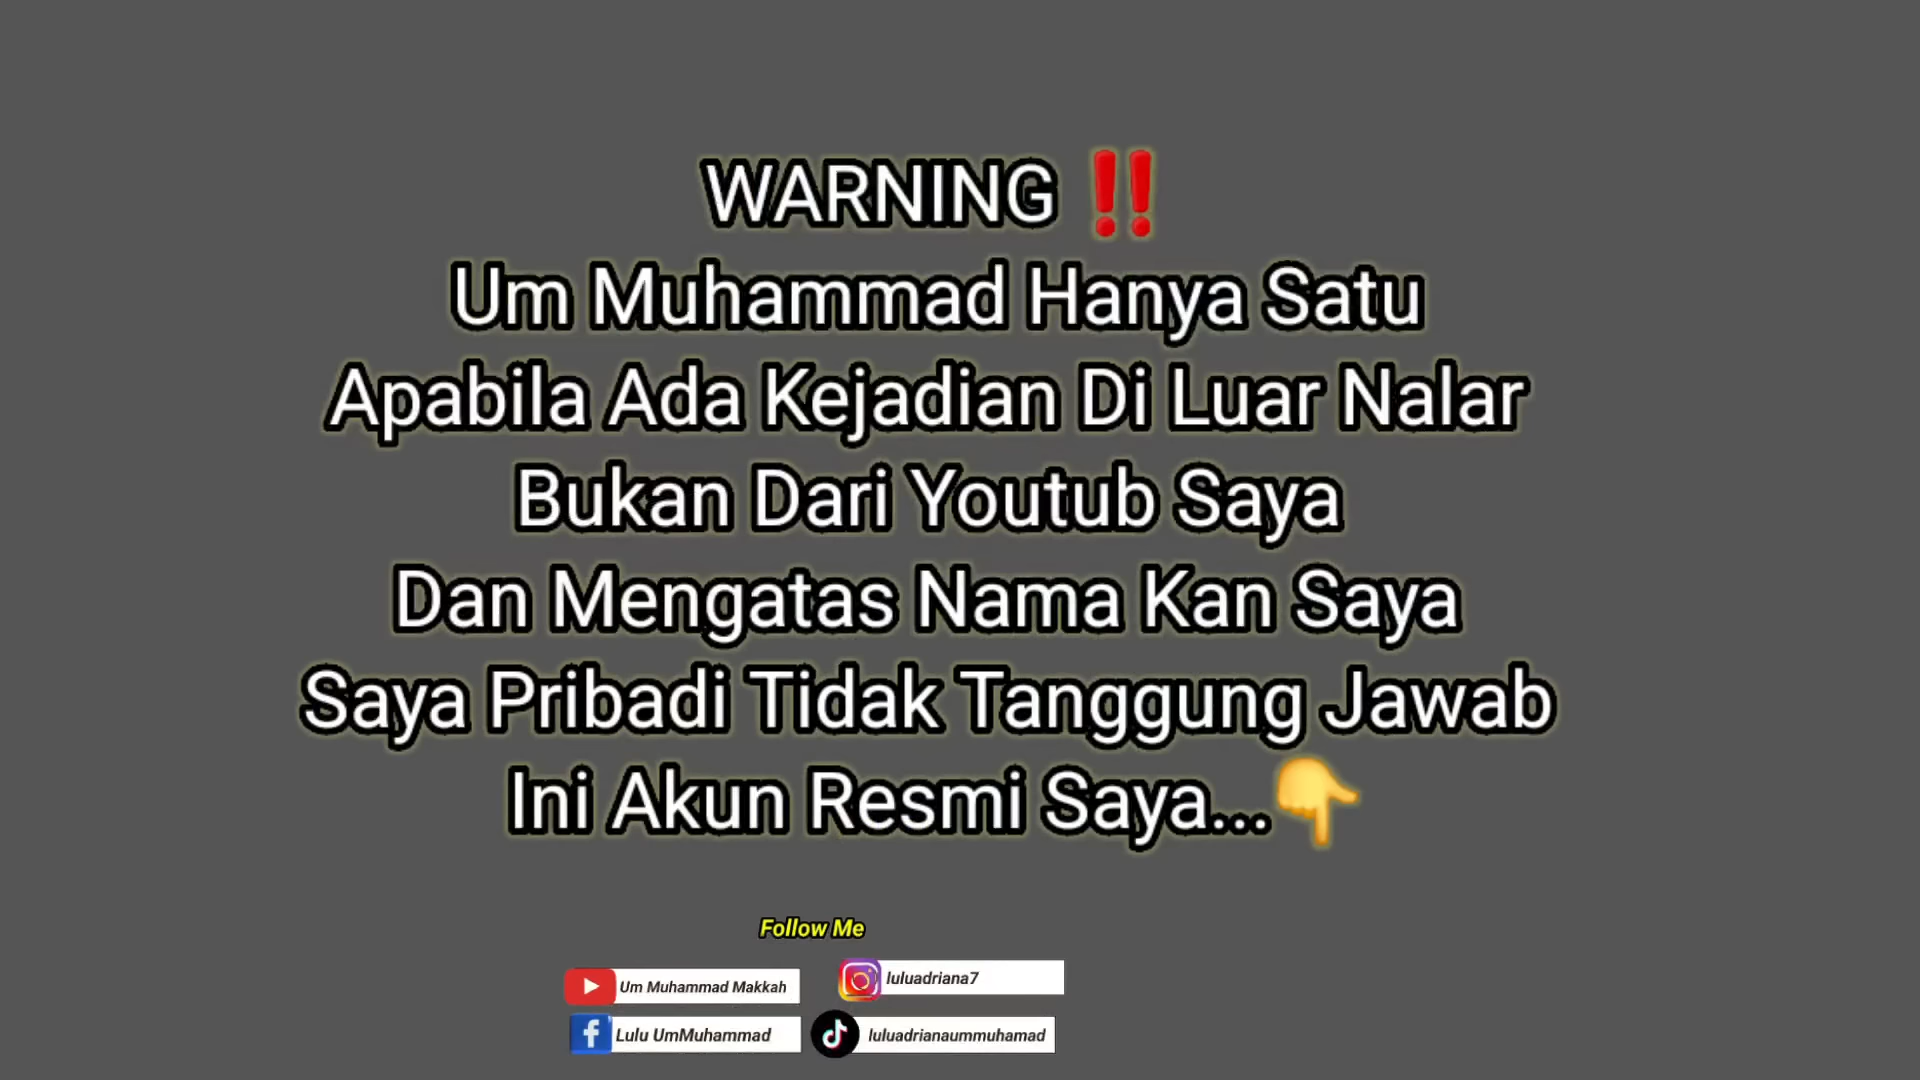 WARNING ‼️
Um Muhammad Hanya Satu
Apabila Ada Kejadian Di Luar Nalar
Bukan Dari Youtub Saya
Dan Mengatas Nama Kan Saya
Saya Pribadi Tidak Tanggung Jawab
Ini Akun Resmi Saya...👇
Follow Me
Um Muhammad Makkah
luluadriana7
Lulu UmMuhammad
luluadrianaummuhamad